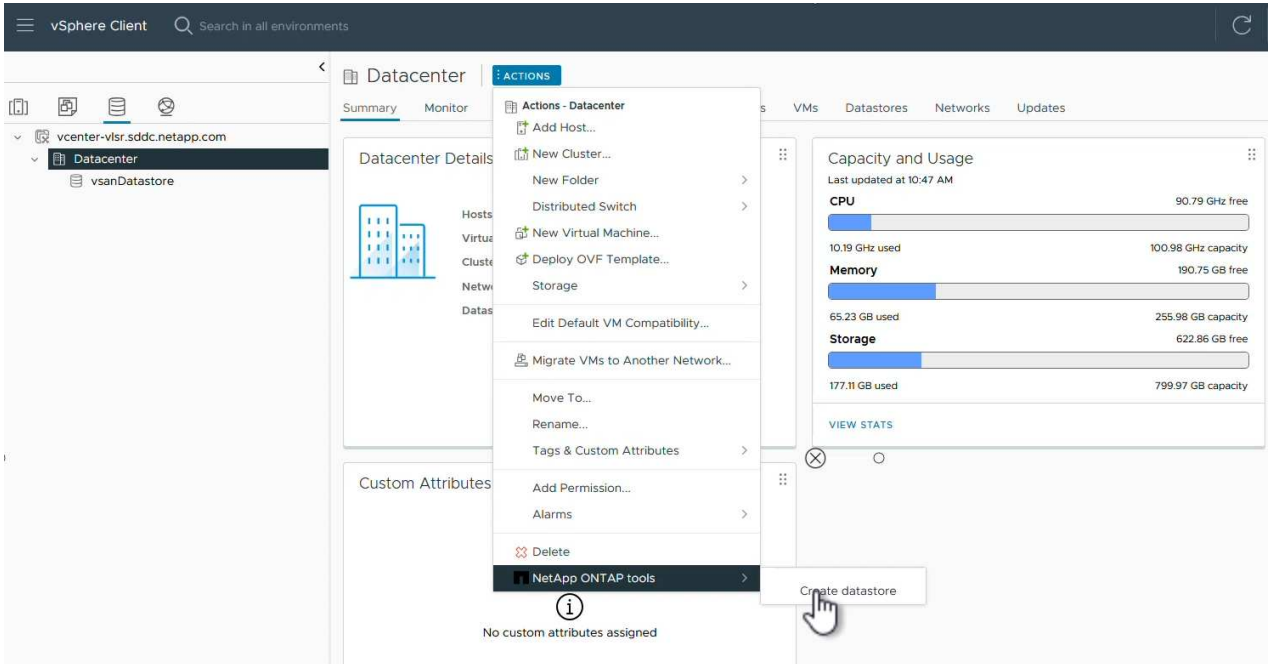 vSphere Client
Search in all environments
Datacenter
ACTIONS
Summary
Monitor
s
VMs
Datastores
Networks
Updates
vcenter-vlsr.sddc.netapp.com
Datacenter
vsanDatastore
Actions - Datacenter
Add Host...
New Cluster...
New Folder
Distributed Switch
New Virtual Machine...
Deploy OVF Template...
Storage
Edit Default VM Compatibility...
Migrate VMs to Another Network...
Move To...
Rename...
Tags & Custom Attributes
Add Permission...
Alarms
Delete
NetApp ONTAP tools
Create datastore
Datacenter Details
Hosts
Virtua
Cluste
Netwo
Datas
Capacity and Usage
Last updated at 10:47 AM
CPU
90.79 GHz free
10.19 GHz used
100.98 GHz capacity
Memory
190.75 GB free
65.23 GB used
255.98 GB capacity
Storage
622.86 GB free
177.11 GB used
799.97 GB capacity
VIEW STATS
Custom Attributes
No custom attributes assigned